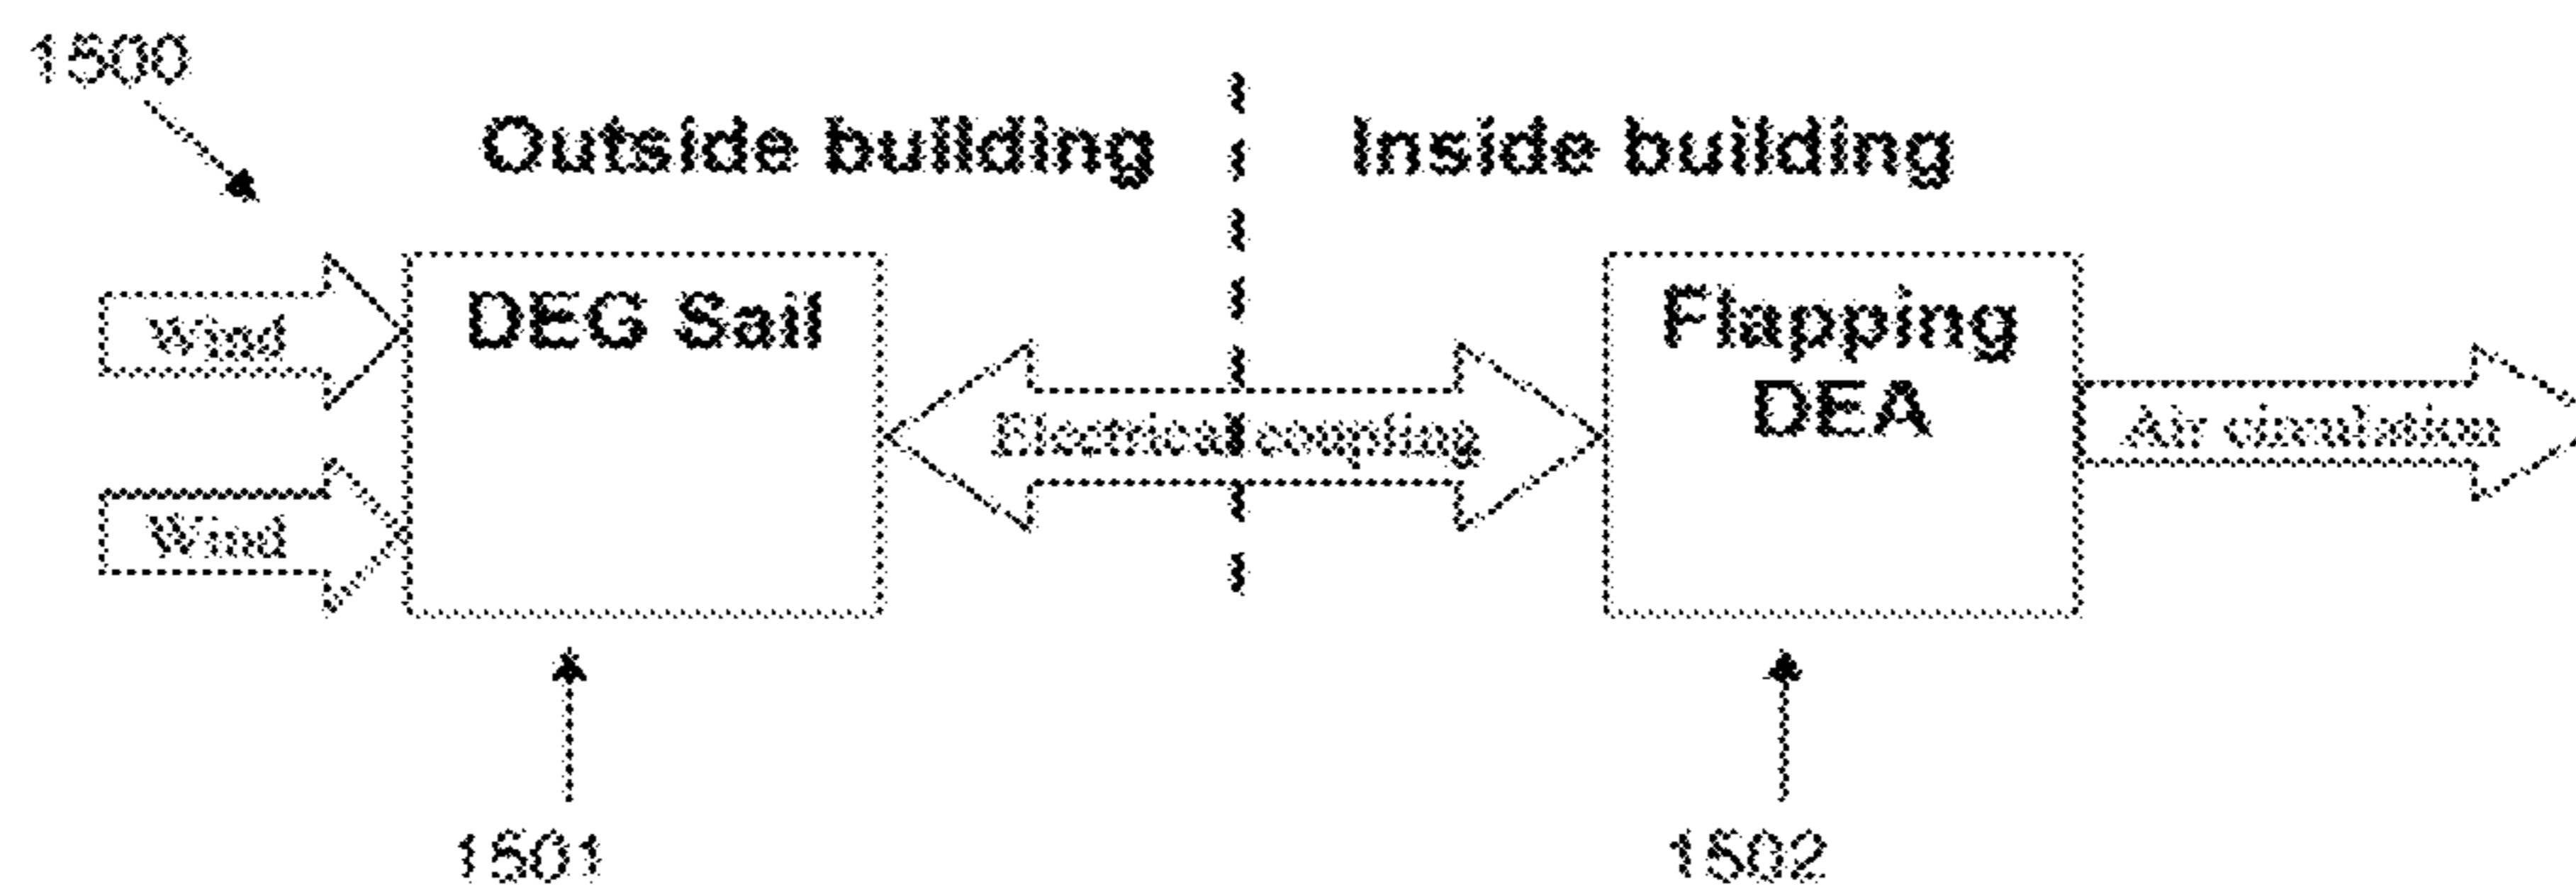 1500
Outside building
Inside building
Wind
DEG Sail
Flapping
DEA
Electrical coupling
Air circulation
Wind
1501
1502